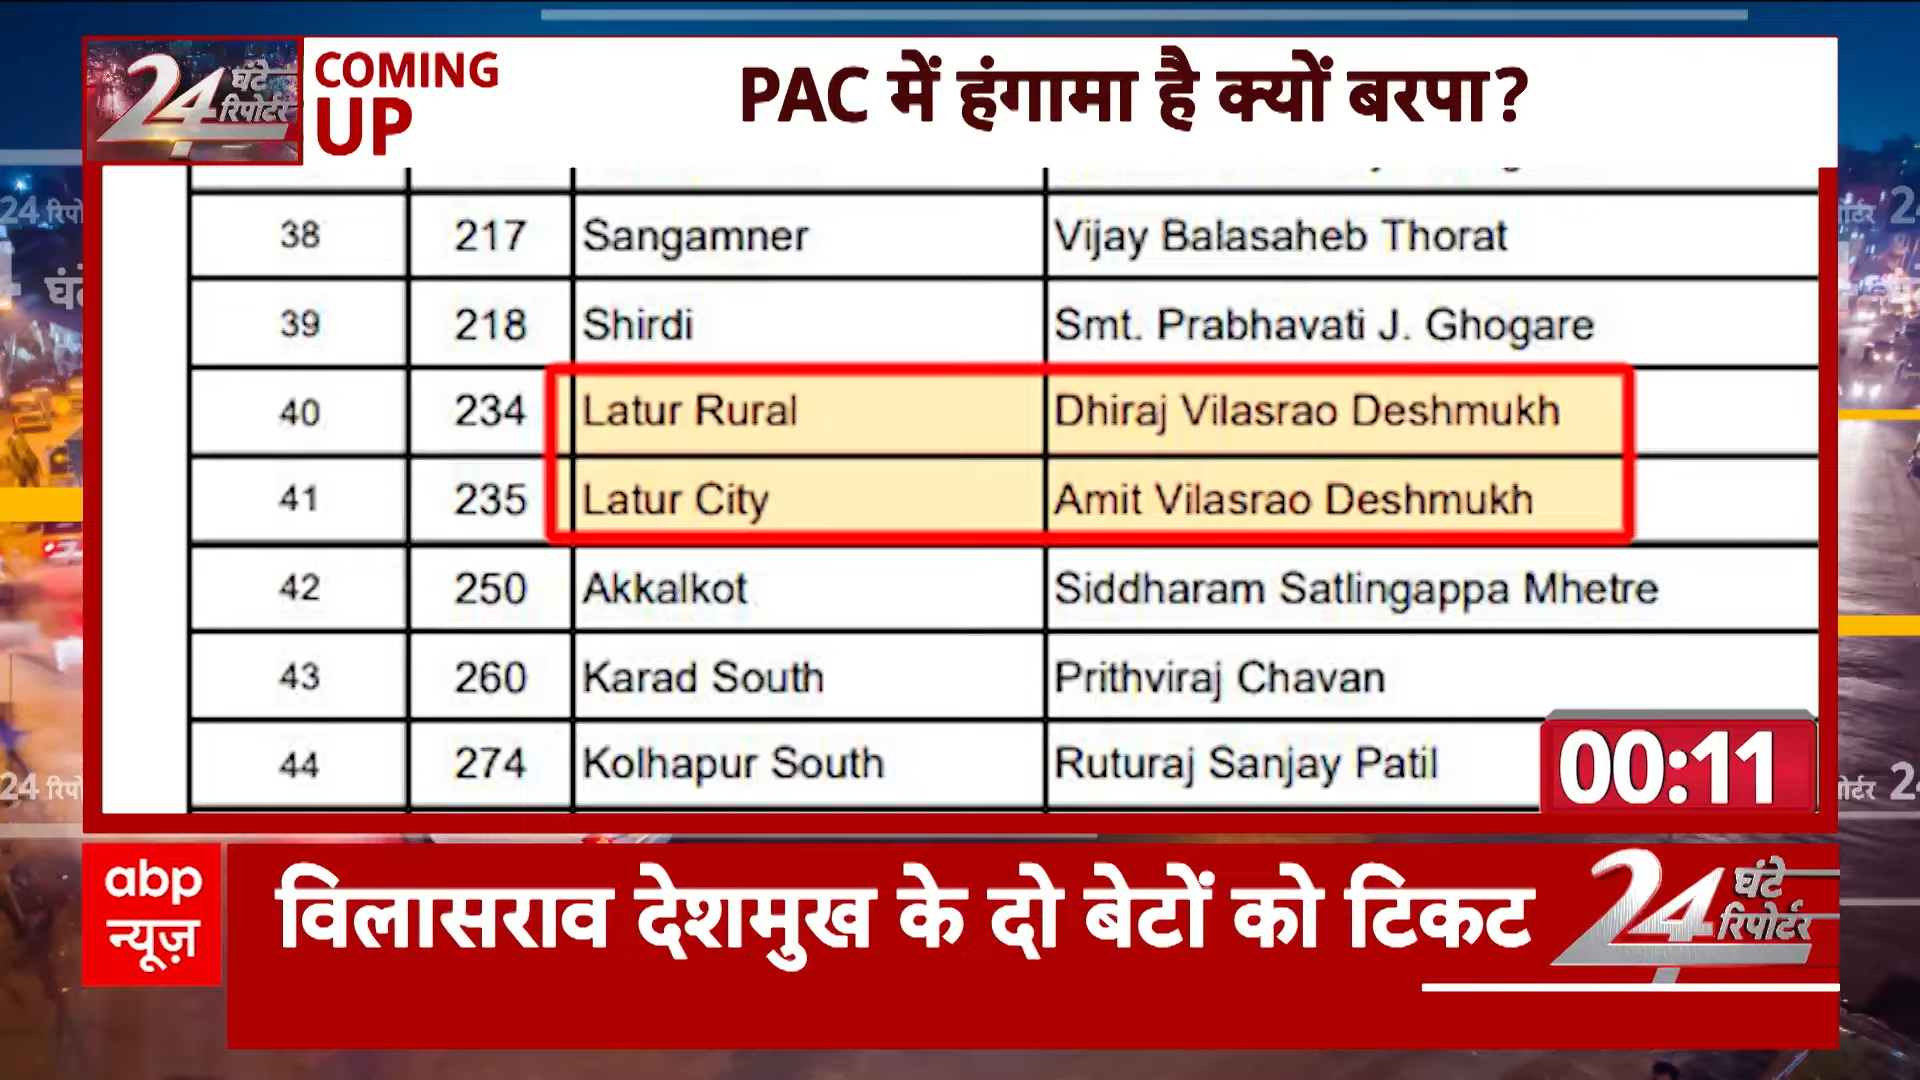 24 घंटे रिपोर्टर
COMING UP
PAC में हंगामा है क्यों बरपा?
38 217 Sangamner Vijay Balasaheb Thorat
39 218 Shirdi Smt. Prabhavati J. Ghogare
40 234 Latur Rural Dhiraj Vilasrao Deshmukh
41 235 Latur City Amit Vilasrao Deshmukh
42 250 Akkalkot Siddharam Satlingappa Mhetre
43 260 Karad South Prithviraj Chavan
44 274 Kolhapur South Ruturaj Sanjay Patil
00:11
abp न्यूज़
विलासराव देशमुख के दो बेटों को टिकट
24 घंटे रिपोर्टर